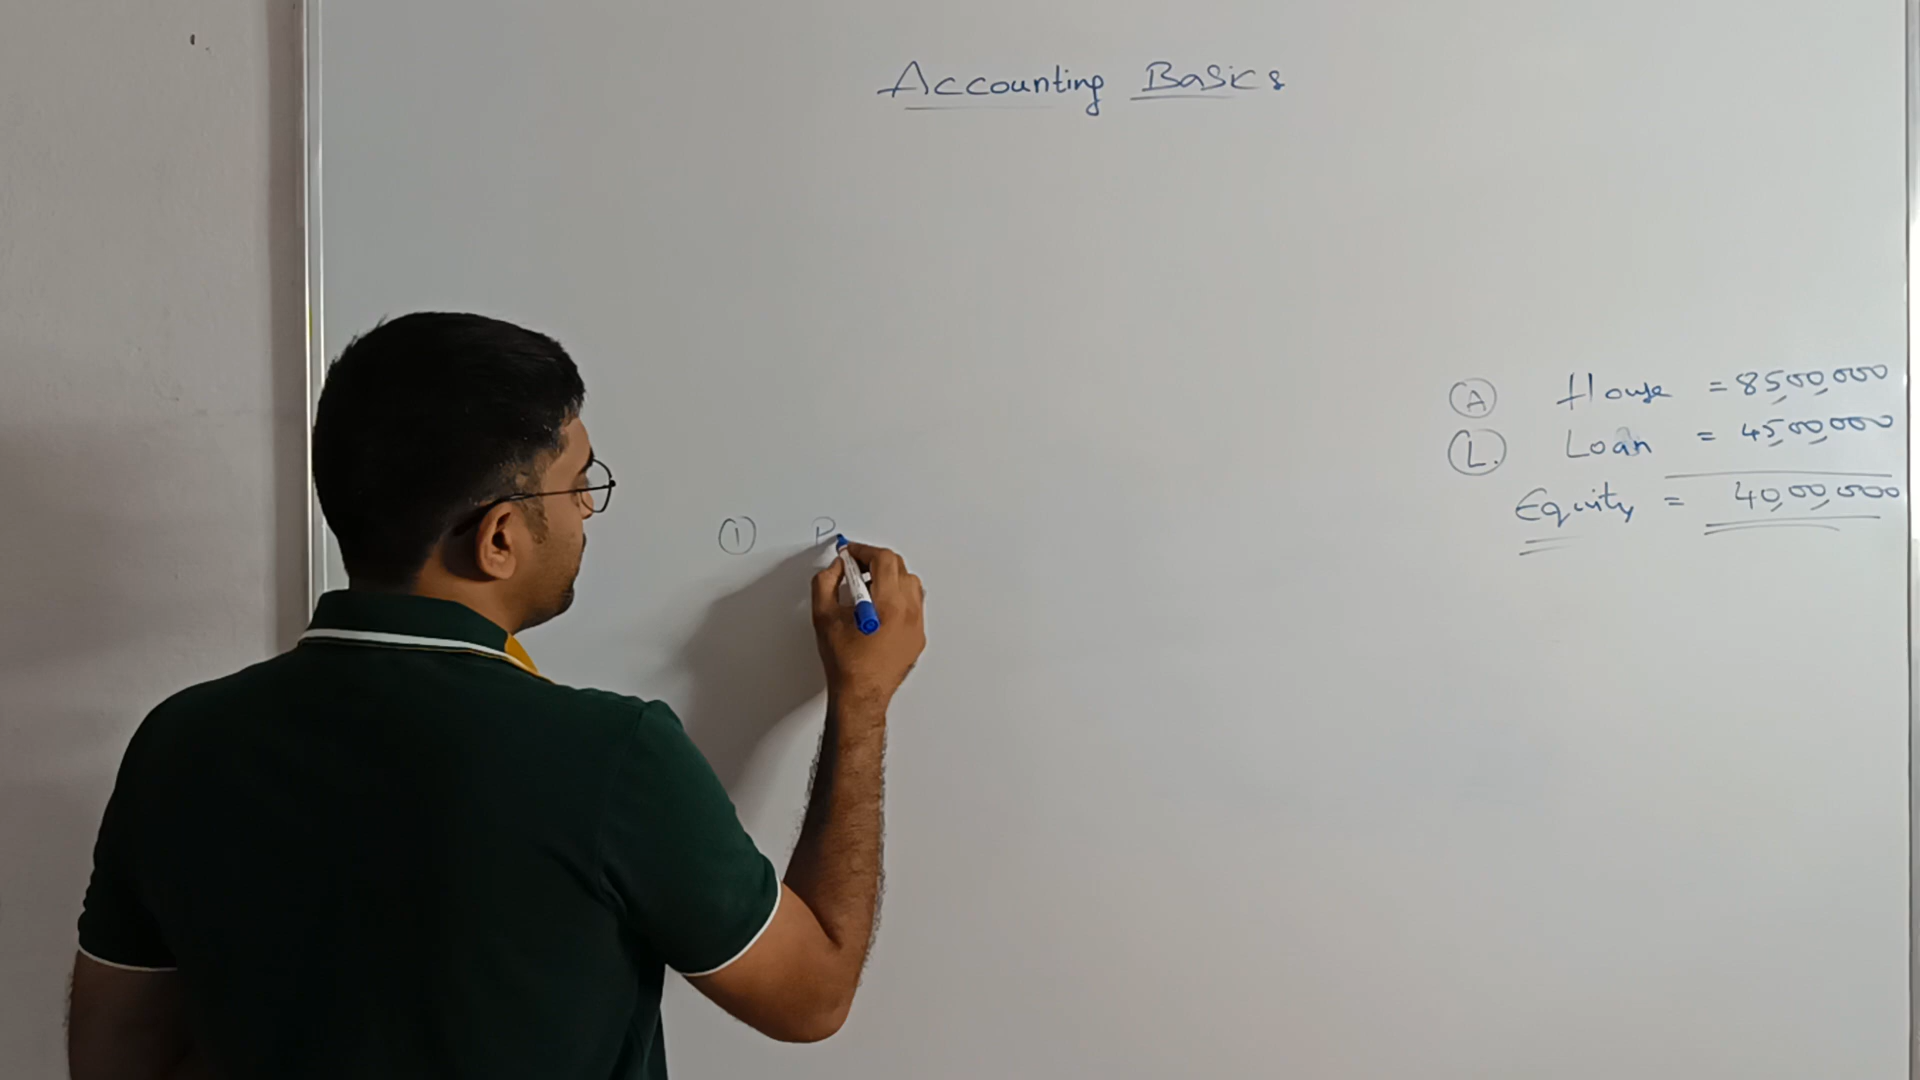 Accounting Basics
Ⓐ House = 85,00,000
Ⓛ. Loan = 45,00,000
Equity = 40,00,000
① P